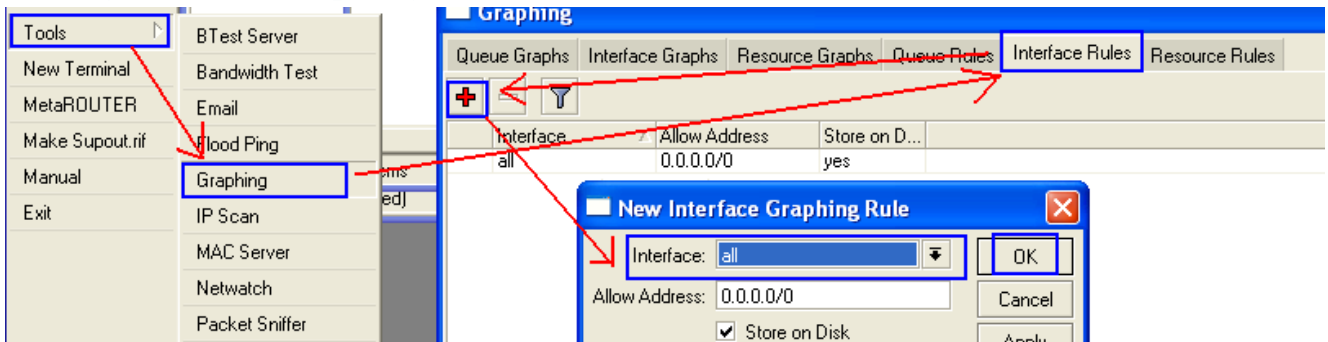 Tools
New Terminal
MetaROUTER
Make Supout.rif
Manual
Exit
BTest Server
Bandwidth Test
Email
Flood Ping
Graphing
IP Scan
MAC Server
Netwatch
Packet Sniffer
ems
ed)
Graphing
Queue Graphs Interface Graphs Resource Graphs Queue Rules Interface Rules Resource Rules
Interface Allow Address Store on D...
all 0.0.0.0/0 yes
New Interface Graphing Rule
Interface: all OK
Allow Address: 0.0.0.0/0 Cancel
Store on Disk Apply